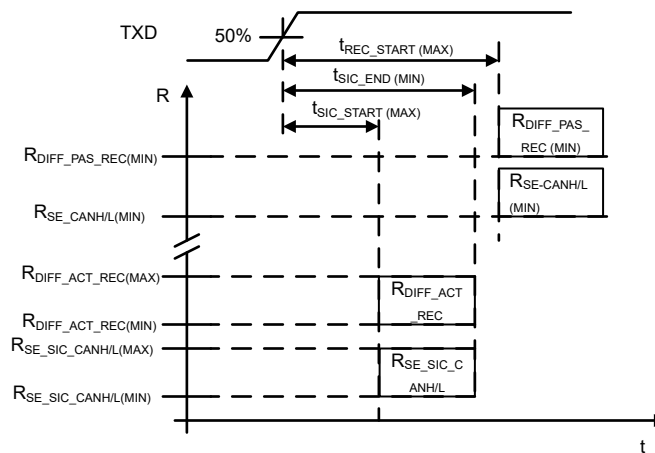 TXD
50%
tREC_START (MAX)
tSIC_END (MIN)
tSIC_START (MAX)
R
RDIFF_PAS_
REC (MIN)
RDIFF_PAS_REC(MIN)
RSE-CANH/L
(MIN)
RSE_CANH/L(MIN)
RDIFF_ACT_REC(MAX)
RDIFF_ACT
_REC
RDIFF_ACT_REC(MIN)
RSE_SIC_CANH/L(MAX)
RSE_SIC_C
ANH/L
RSE_SIC_CANH/L(MIN)
t